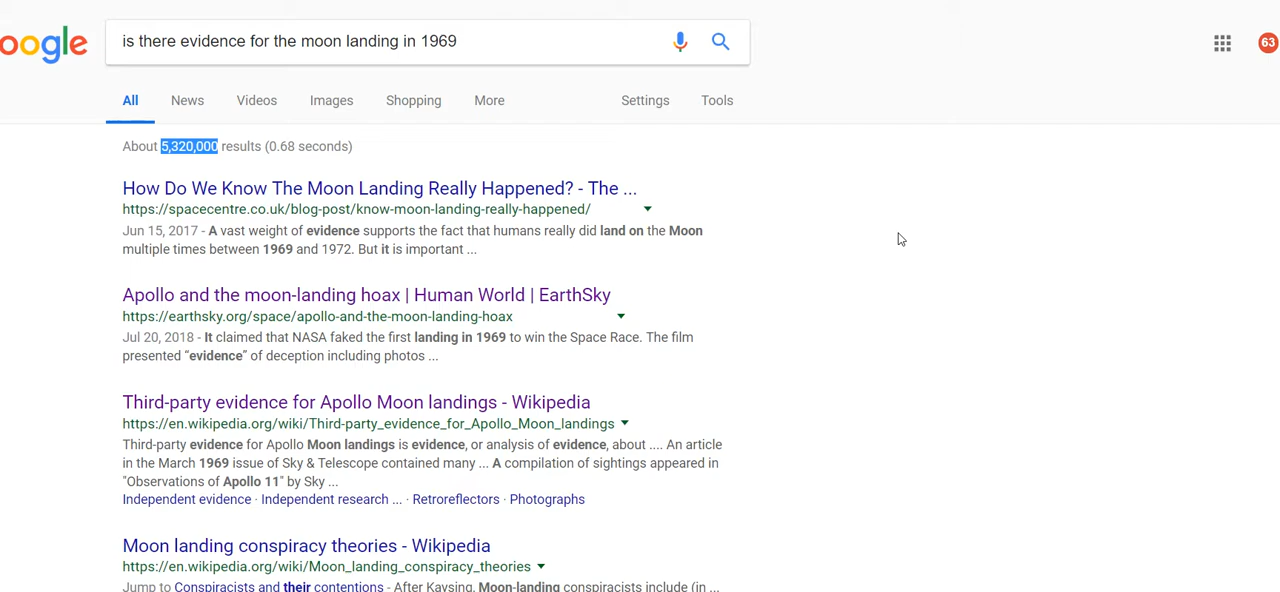 oogle
is there evidence for the moon landing in 1969
63
All News Videos Images Shopping More Settings Tools
About 5,320,000 results (0.68 seconds)
How Do We Know The Moon Landing Really Happened? - The ...
https://spacecentre.co.uk/blog-post/know-moon-landing-really-happened/
Jun 15, 2017 - A vast weight of evidence supports the fact that humans really did land on the Moon
multiple times between 1969 and 1972. But it is important ...
Apollo and the moon-landing hoax | Human World | EarthSky
https://earthsky.org/space/apollo-and-the-moon-landing-hoax
Jul 20, 2018 - It claimed that NASA faked the first landing in 1969 to win the Space Race. The film
presented “evidence” of deception including photos ...
Third-party evidence for Apollo Moon landings - Wikipedia
https://en.wikipedia.org/wiki/Third-party_evidence_for_Apollo_Moon_landings
Third-party evidence for Apollo Moon landings is evidence, or analysis of evidence, about .... An article
in the March 1969 issue of Sky & Telescope contained many ... A compilation of sightings appeared in
"Observations of Apollo 11" by Sky ...
Independent evidence · Independent research ... · Retroreflectors · Photographs
Moon landing conspiracy theories - Wikipedia
https://en.wikipedia.org/wiki/Moon_landing_conspiracy_theories
Jump to Conspiracists and their contentions - After Kaysing, Moon-landing conspiracists include (in ...